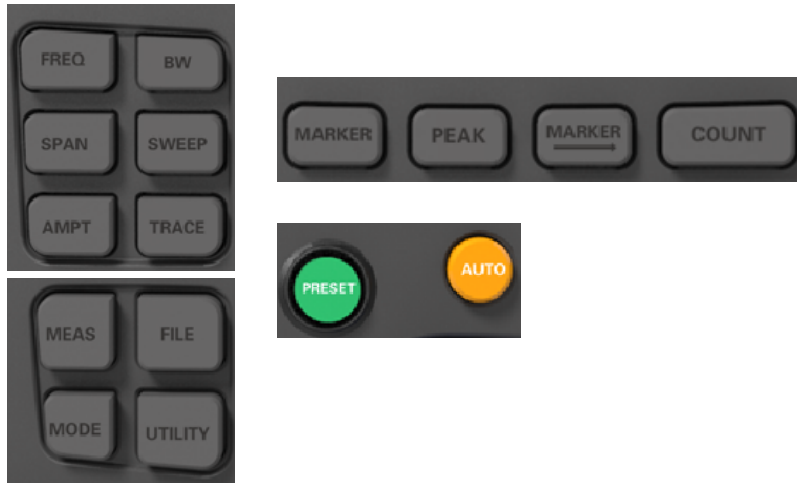 FREQ BW
SPAN SWEEP
AMPT TRACE
MEAS FILE
MODE UTILITY
MARKER PEAK MARKER COUNT
PRESET AUTO